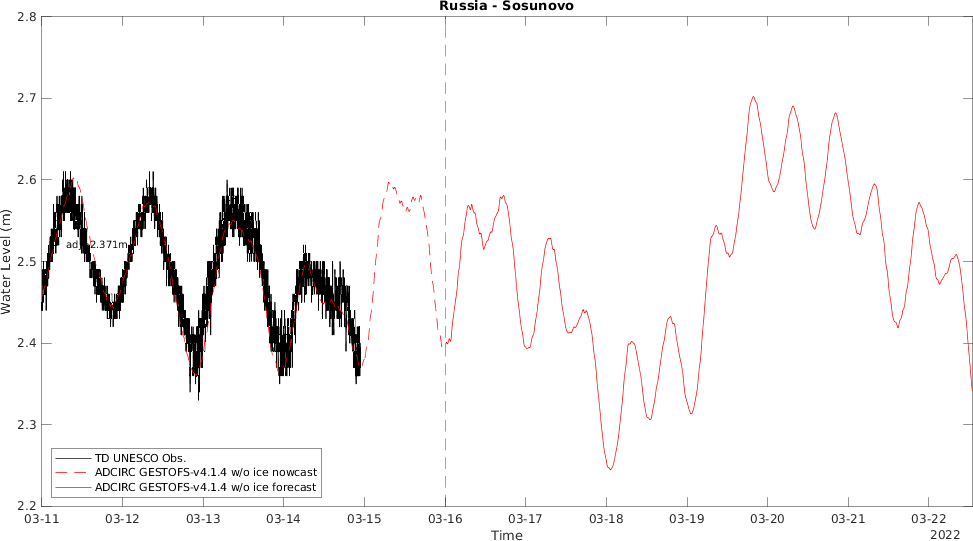 Russia - Sosunovo
2.8
2.7
2.6
2.5
2.4
2.3
2.2
Water Level (m)
2.371m
TD UNESCO Obs.
ADCIRC GESTOFS-v4.1.4 w/o ice nowcast
ADCIRC GESTOFS-v4.1.4 w/o ice forecast
03-11 03-12 03-13 03-14 03-15 03-16 03-17 03-18 03-19 03-20 03-21 03-22
Time
2022